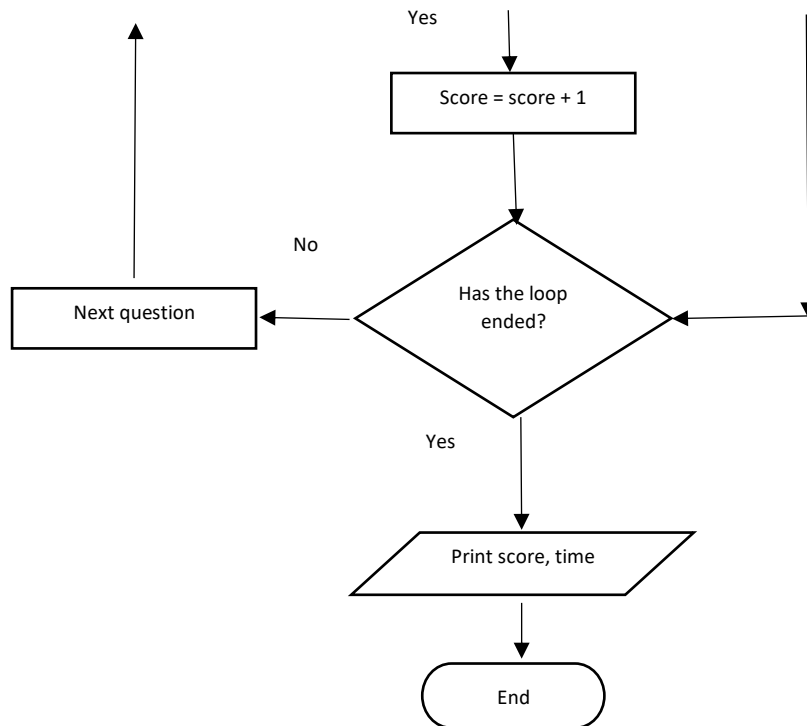 Yes
Score = score + 1
No
Has the loop
ended?
Next question
Yes
Print score, time
End